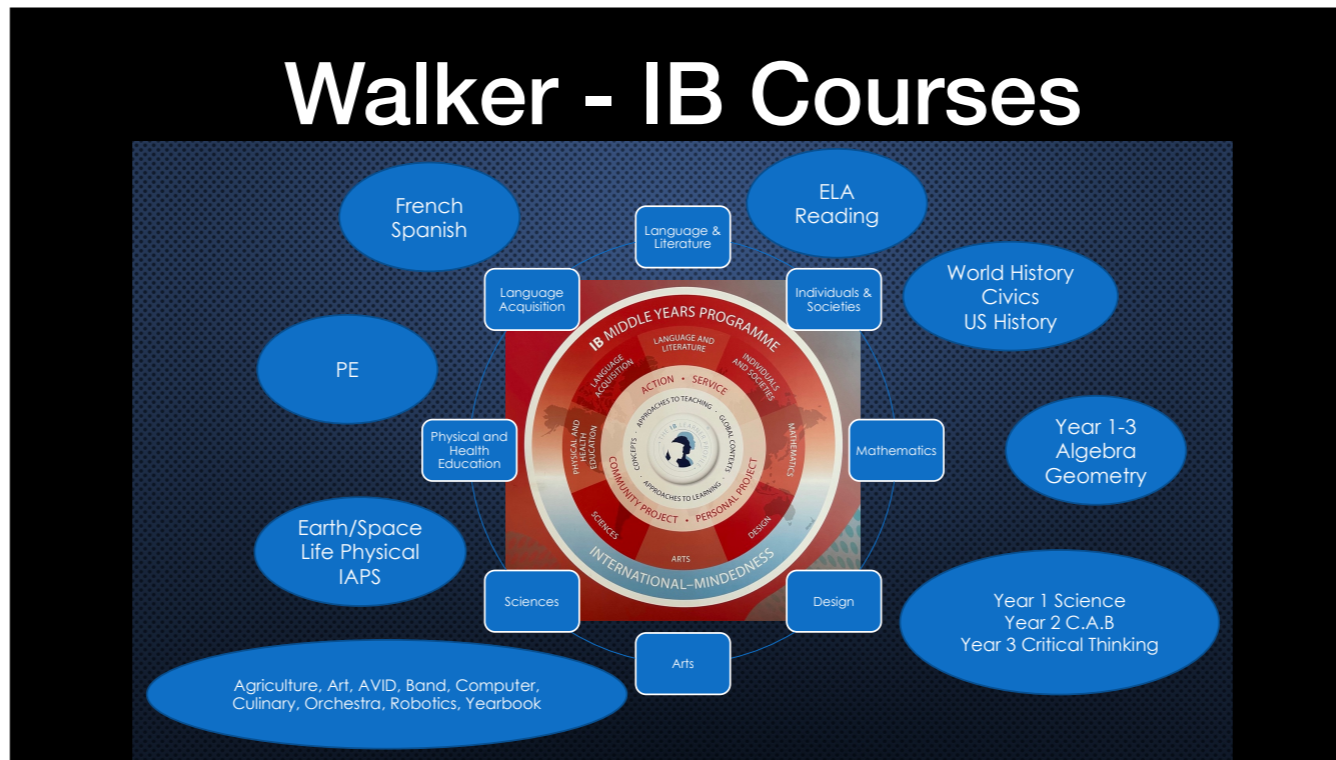 Walker - IB Courses
French
Spanish
ELA
Reading
Language &
Literature
Language
Acquisition
Individuals &
Societies
World History
Civics
US History
PE
Physical and
Health
Education
Mathematics
Year 1-3
Algebra
Geometry
Earth/Space
Life Physical
IAPS
Sciences
Design
Year 1 Science
Year 2 C.A.B
Year 3 Critical Thinking
Arts
Agriculture, Art, AVID, Band, Computer,
Culinary, Orchestra, Robotics, Yearbook
IB MIDDLE YEARS PROGRAMME
LANGUAGE AND
LITERATURE
LANGUAGE
ACQUISITION
INDIVIDUALS
AND SOCIETIES
PHYSICAL AND
HEALTH
EDUCATION
MATHEMATICS
SCIENCES
ARTS
DESIGN
ACTION • SERVICE
COMMUNITY PROJECT • PERSONAL PROJECT
APPROACHES TO TEACHING
GLOBAL CONTEXTS
APPROACHES TO LEARNING
CONCEPTS
INTERNATIONAL–MINDEDNESS